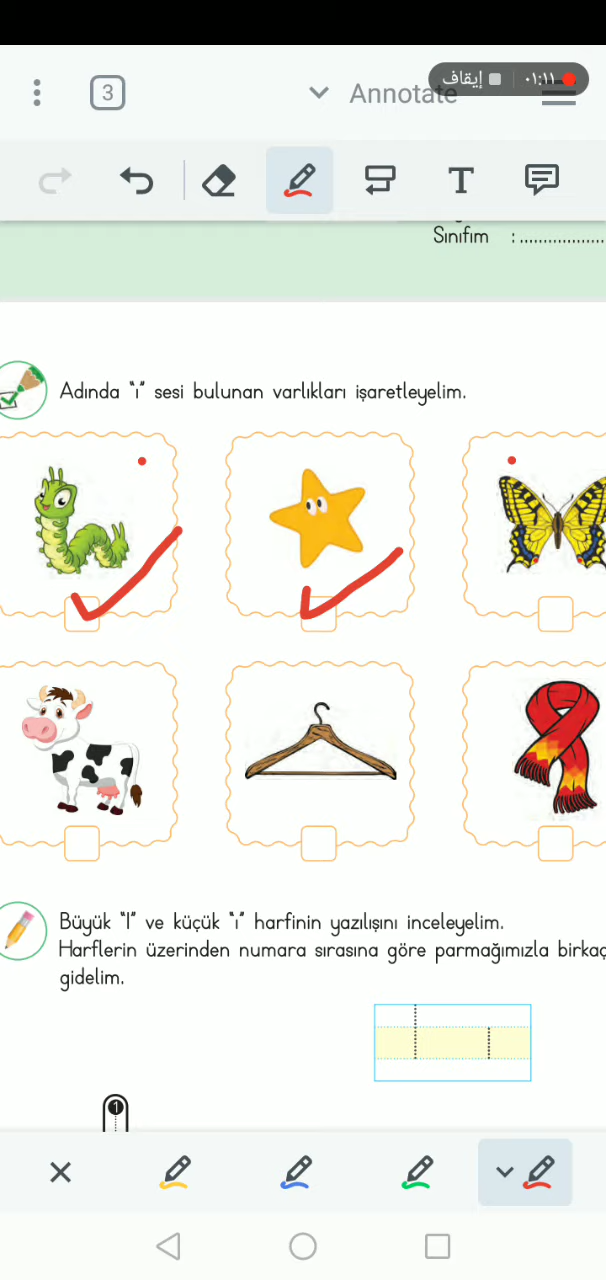 إيقاف ٠١:١١
3 Annotate
T
Sınıfım : ..................
Adında "ı" sesi bulunan varlıkları işaretleyelim.
Büyük "I" ve küçük "ı" harfinin yazılışını inceleyelim.
Harflerin üzerinden numara sırasına göre parmağımızla birkaç
gidelim.
1